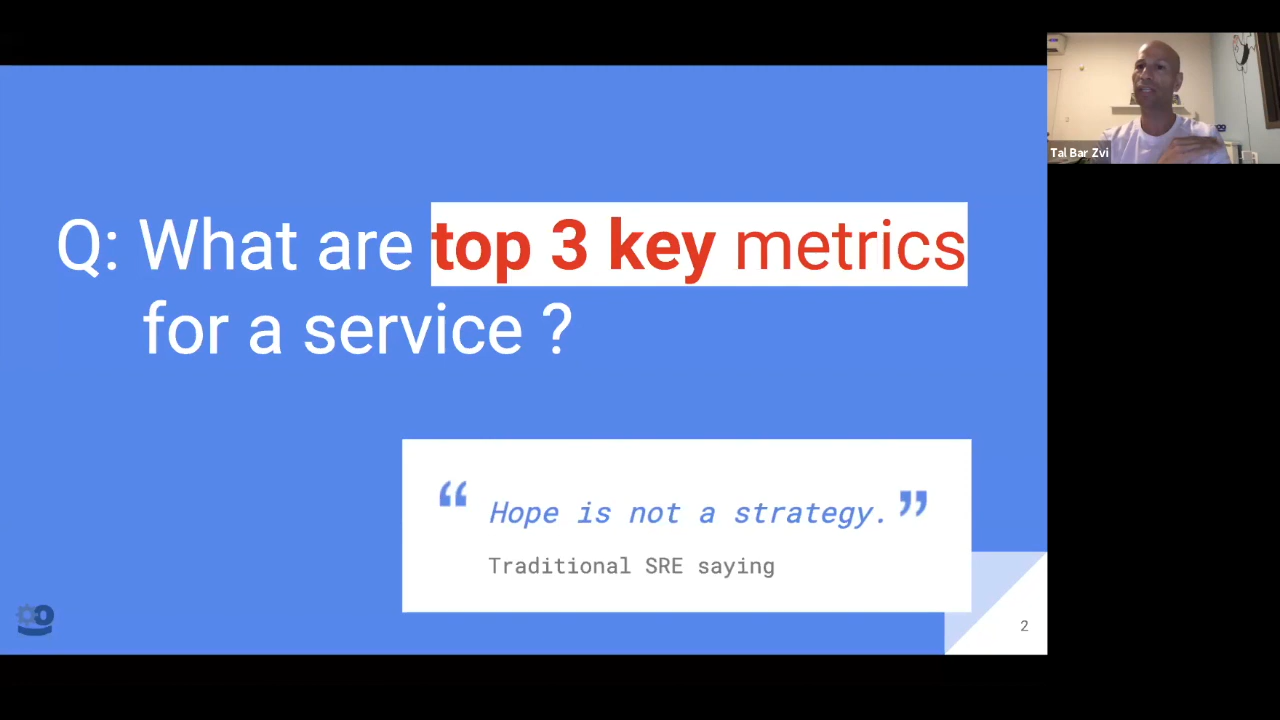 Q: What are top 3 key metrics
for a service ?
“ Hope is not a strategy. ”
Traditional SRE saying
2
Tal Bar Zvi